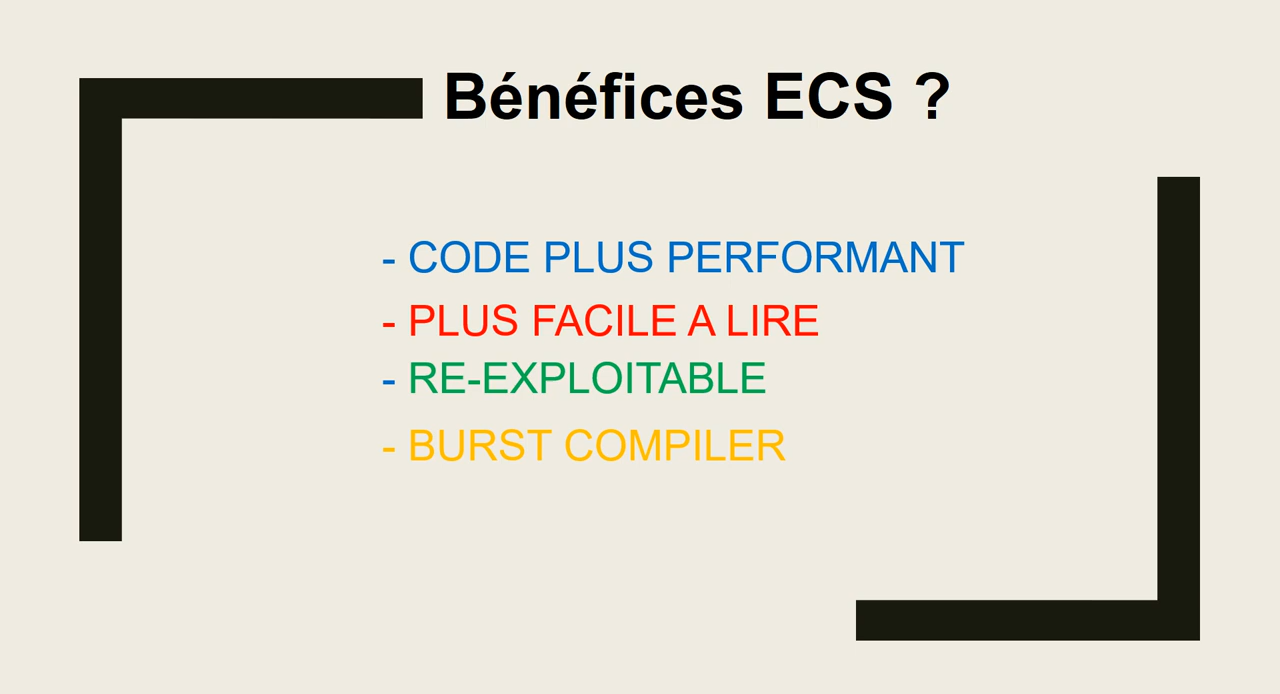 Bénéfices ECS ?
- CODE PLUS PERFORMANT
- PLUS FACILE A LIRE
- RE-EXPLOITABLE
- BURST COMPILER